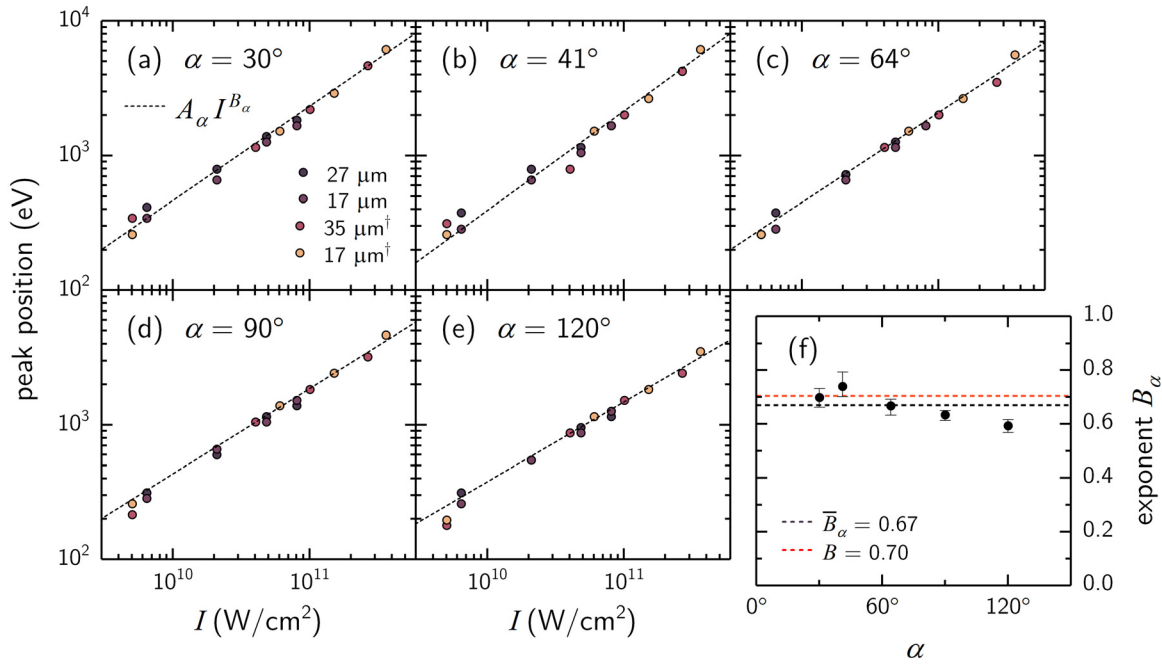 10⁴
10³
10²
10³
10²
peak position (eV)
(a) α = 30°
A_α I^{B_α}
27 μm
17 μm
35 μm†
17 μm†
(b) α = 41°
(c) α = 64°
(d) α = 90°
(e) α = 120°
10¹⁰ 10¹¹
I (W/cm²)
10¹⁰ 10¹¹
I (W/cm²)
(f)
B̅_α = 0.67
B = 0.70
1.0
0.8
0.6
0.4
0.2
0.0
exponent B_α
0° 60° 120°
α